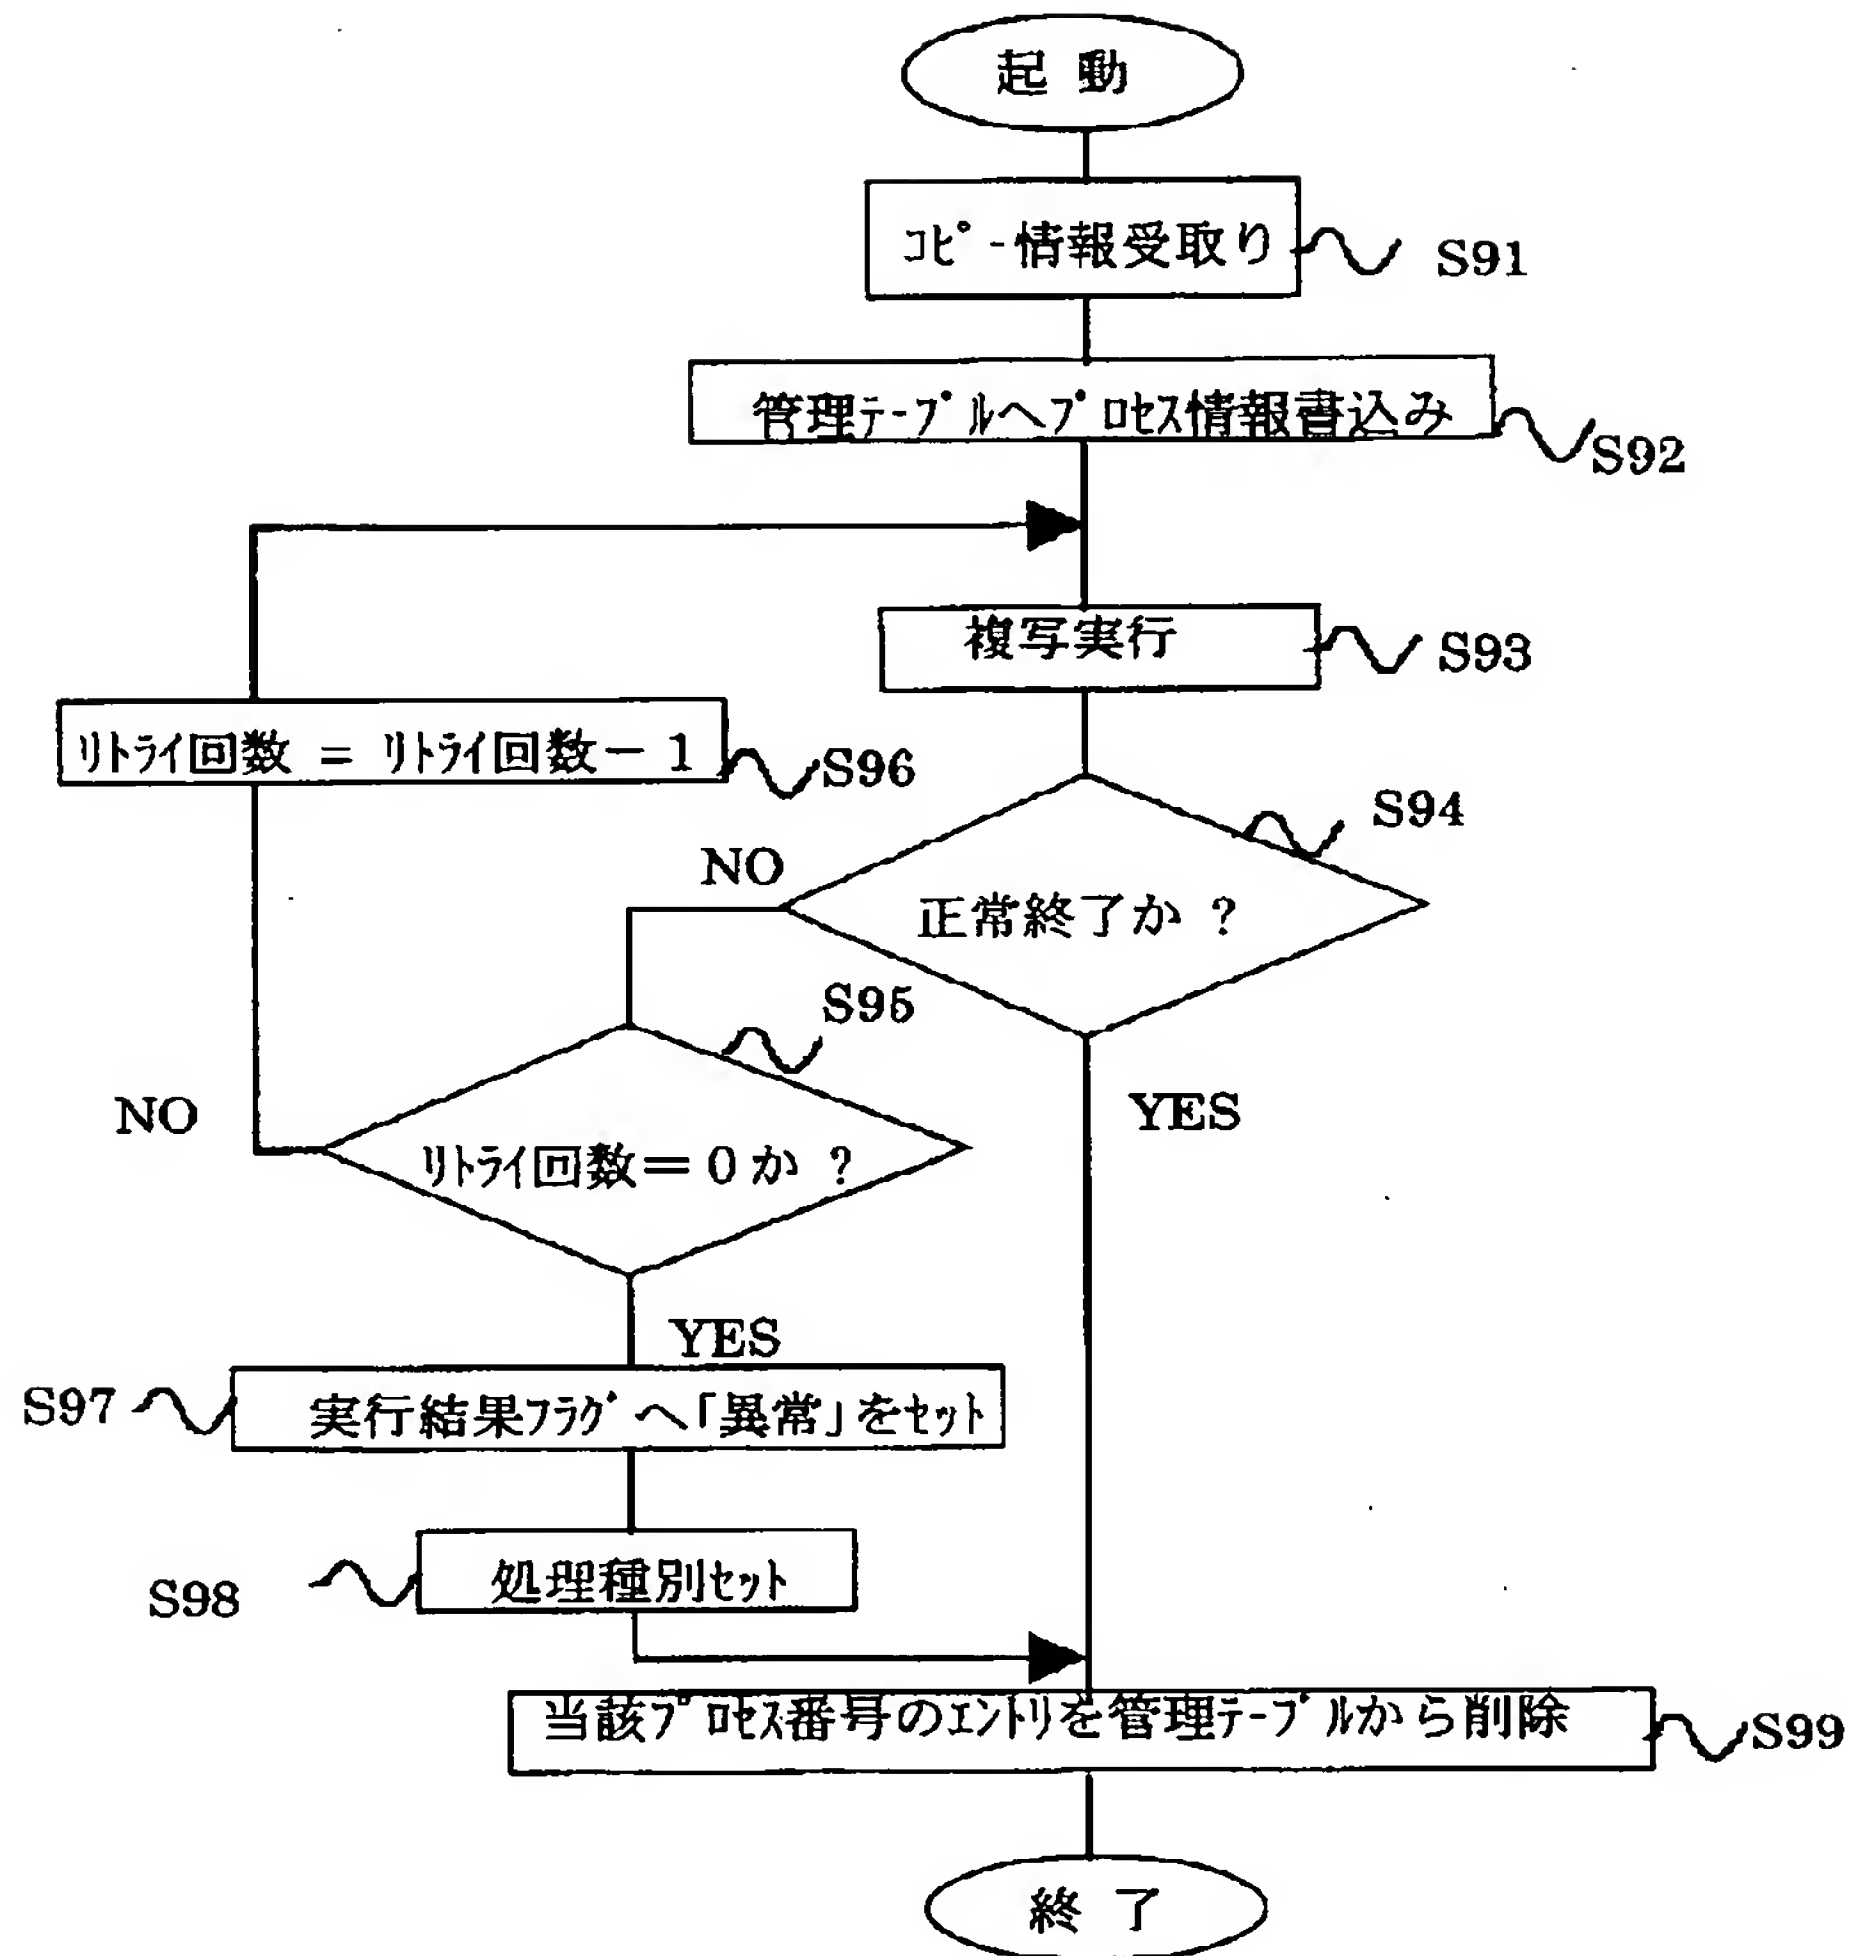 起 動
ｺﾋﾟｰ情報受取り
S91
管理ﾃｰﾌﾞﾙへﾌﾟﾛｾｽ情報書込み
S92
複写実行
S93
ﾘﾄﾗｲ回数 = ﾘﾄﾗｲ回数－1
S96
S94
NO
正常終了か ?
S95
NO
YES
ﾘﾄﾗｲ回数＝0か ?
YES
S97
実行結果ﾌﾗｸﾞへ｢異常｣をｾｯﾄ
S98
処理種別ｾｯﾄ
当該ﾌﾟﾛｾｽ番号のｴﾝﾄﾘを管理ﾃｰﾌﾞﾙから削除
S99
終 了